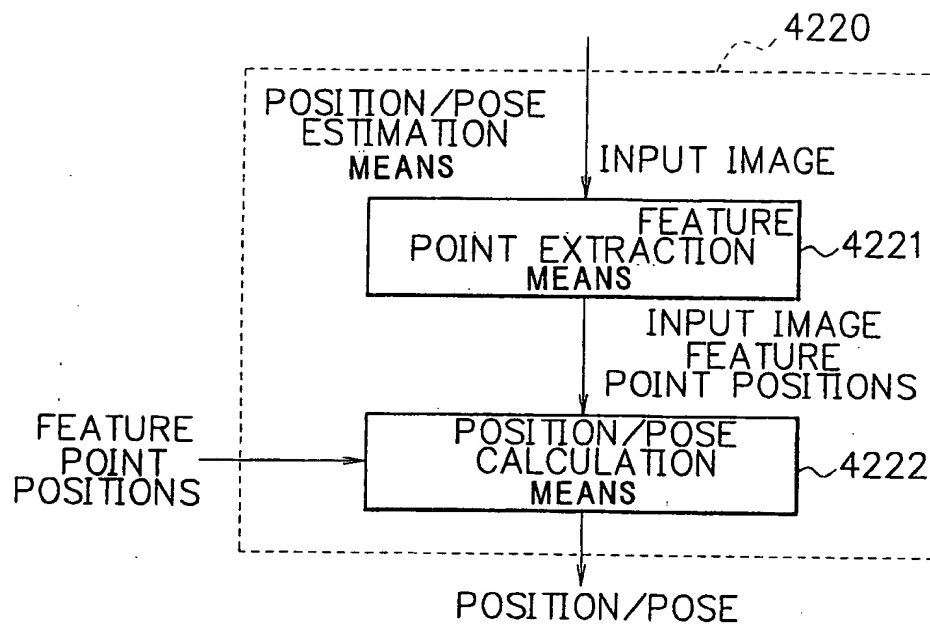 4220
POSITION/POSE
ESTIMATION
MEANS
INPUT IMAGE
FEATURE
POINT EXTRACTION
MEANS
4221
INPUT IMAGE
FEATURE
POINT POSITIONS
FEATURE
POINT
POSITIONS
POSITION/POSE
CALCULATION
MEANS
4222
POSITION/POSE